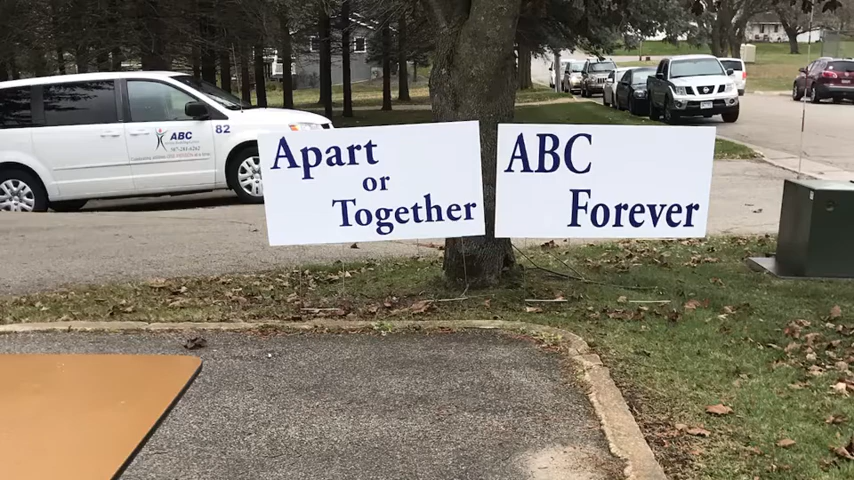 Apart
or
Together
ABC
Forever
ABC
82